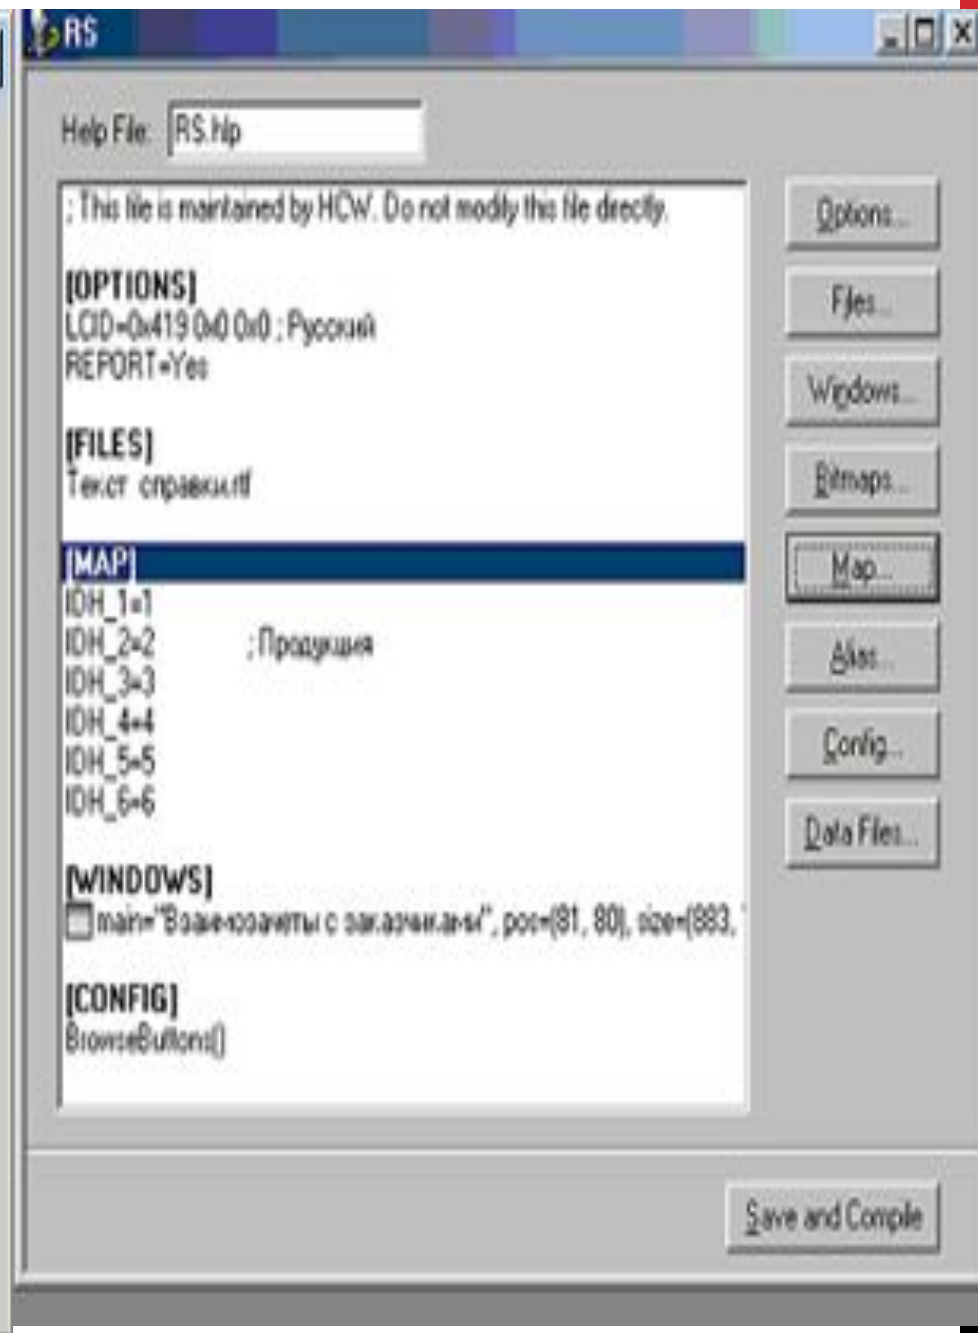 RS
Help File: RS.hlp
; This file is maintained by HCW. Do not modify this file directly.
[OPTIONS]
LCID=0x419 0x0 0x0 ; Русский
REPORT=Yes
[FILES]
Текст справки.rtf
[MAP]
IDH_1=1
IDH_2=2 ; Продукция
IDH_3=3
IDH_4=4
IDH_5=5
IDH_6=6
[WINDOWS]
main="Взаимозачеты с заказчиками", pos=(81, 80), size=(883,
[CONFIG]
BrowseButtons()
Options...
Files...
Windows...
Bitmaps...
Map...
Alias...
Config...
Data Files...
Save and Compile